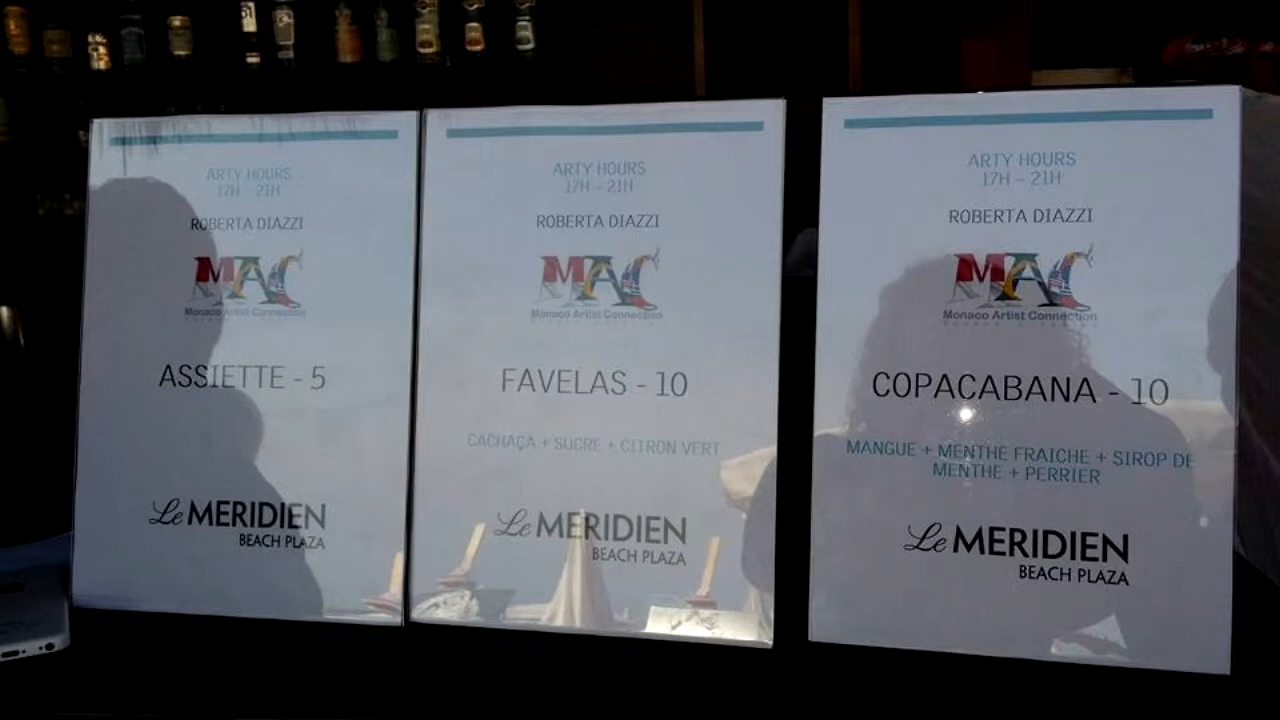 ARTY HOURS
17H - 21H
ROBERTA DIAZZI
MAC
Monaco Artist Connection
ASSIETTE - 5
Le MERIDIEN
BEACH PLAZA
ARTY HOURS
17H - 21H
ROBERTA DIAZZI
MAC
Monaco Artist Connection
FAVELAS - 10
CACHAÇA + SUCRE + CITRON VERT
Le MERIDIEN
BEACH PLAZA
ARTY HOURS
17H - 21H
ROBERTA DIAZZI
MAC
Monaco Artist Connection
COPACABANA - 10
MANGUE + MENTHE FRAICHE + SIROP DE
MENTHE + PERRIER
Le MERIDIEN
BEACH PLAZA